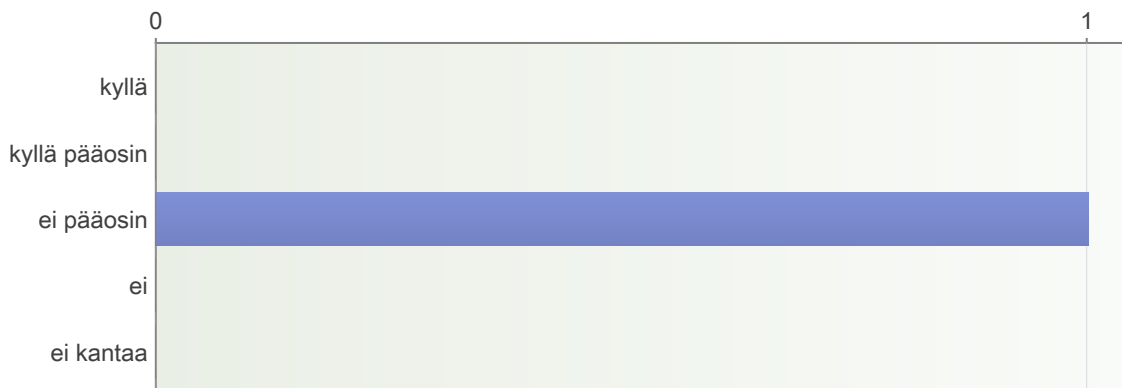 0 1
kyllä
kyllä pääosin
ei pääosin
ei
ei kantaa